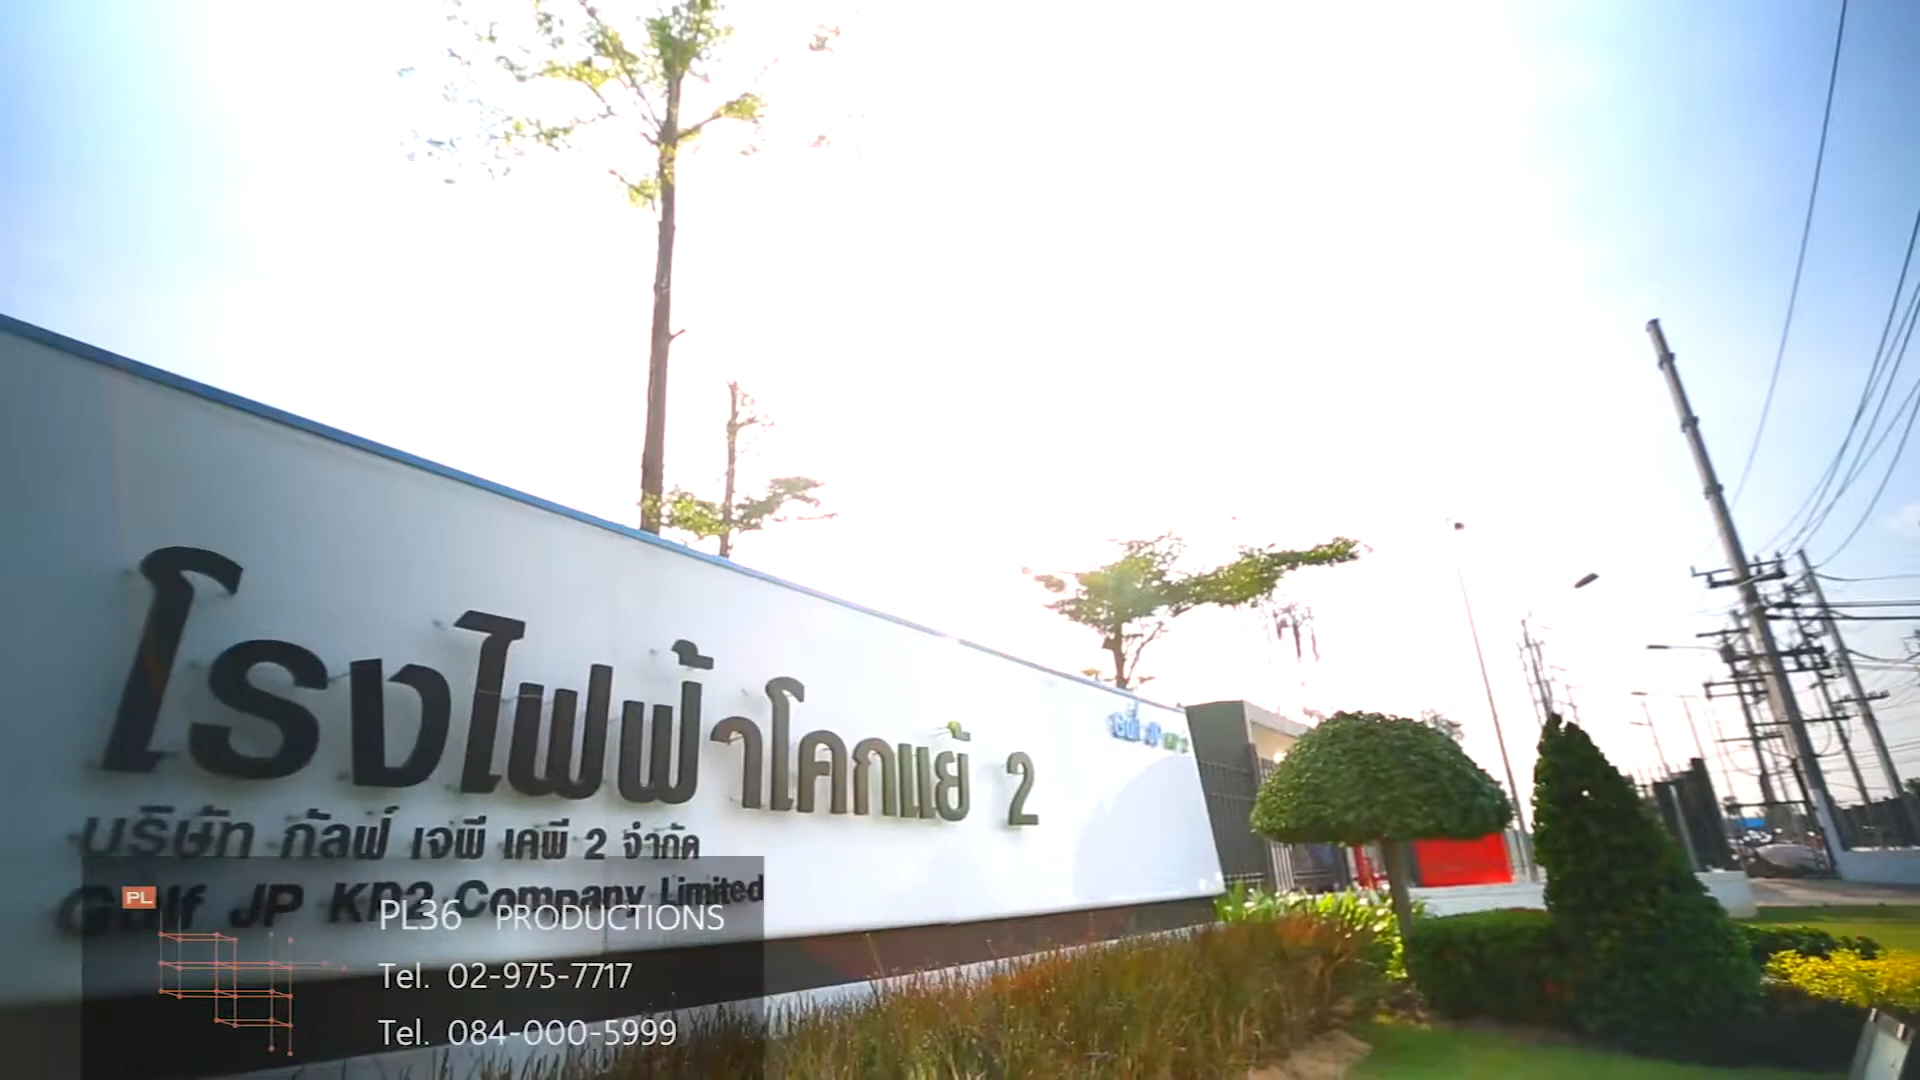 โรงไฟฟ้าโคกแย้ 2
บริษัท กัลฟ์ เจพี เคพี 2 จำกัด
Gulf JP KP2 Company Limited
PL
PL36 PRODUCTIONS
Tel. 02-975-7717
Tel. 084-000-5999